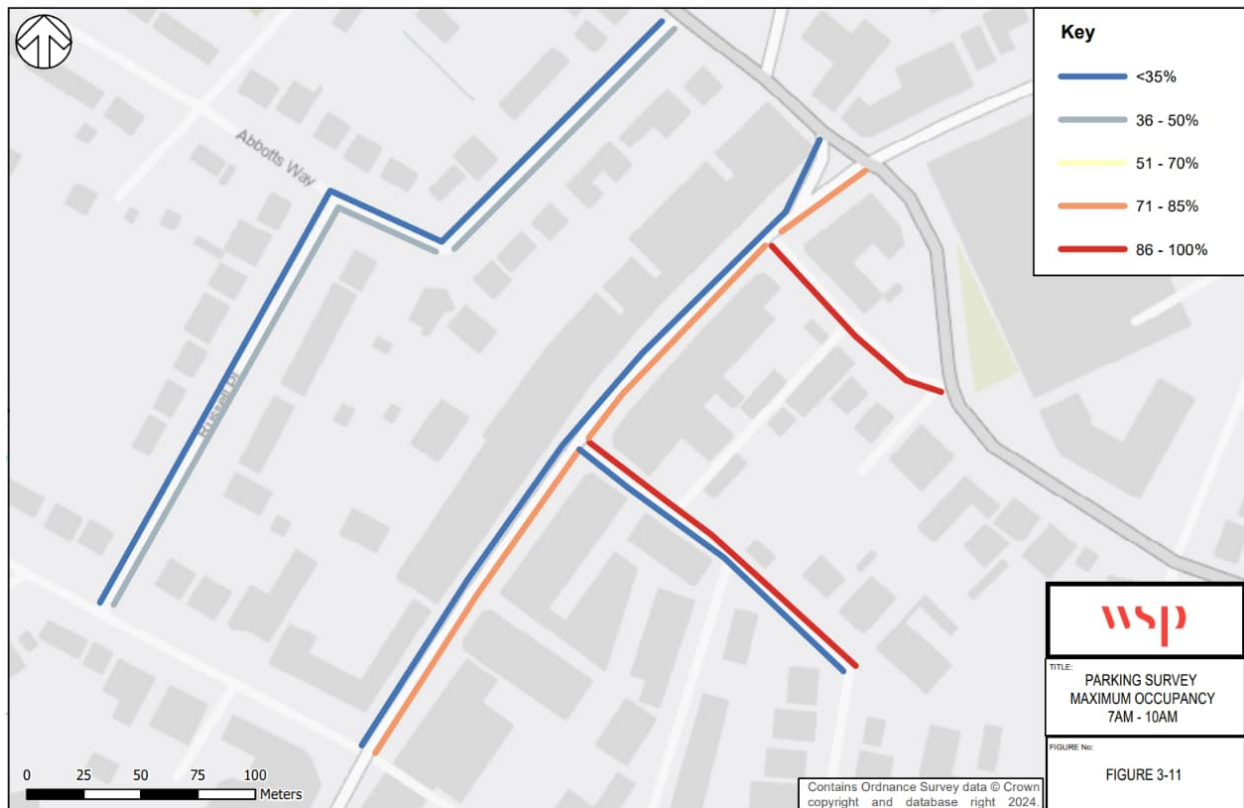 Key
<35%
36 - 50%
51 - 70%
71 - 85%
86 - 100%
Abbotts Way
Russell Pl
0 25 50 75 100
Meters
Contains Ordnance Survey data © Crown
copyright and database right 2024.
wsp
TITLE:
PARKING SURVEY
MAXIMUM OCCUPANCY
7AM - 10AM
FIGURE No:
FIGURE 3-11